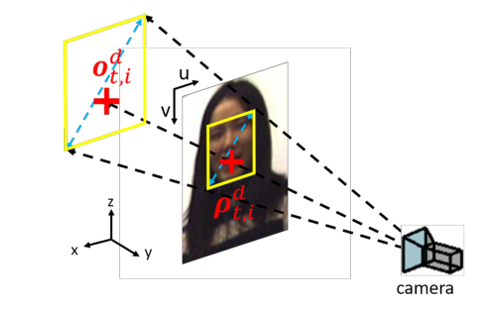 o^d_{t,i}
u
v
ρ^d_{t,i}
z
x
y
camera